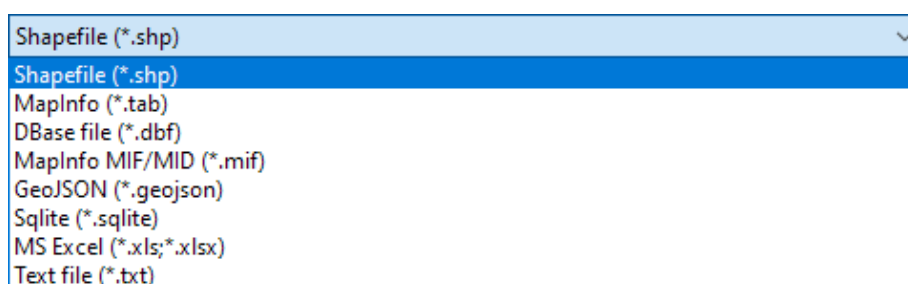 Shapefile (*.shp)
Shapefile (*.shp)
MapInfo (*.tab)
DBase file (*.dbf)
MapInfo MIF/MID (*.mif)
GeoJSON (*.geojson)
Sqlite (*.sqlite)
MS Excel (*.xls;*.xlsx)
Text file (*.txt)